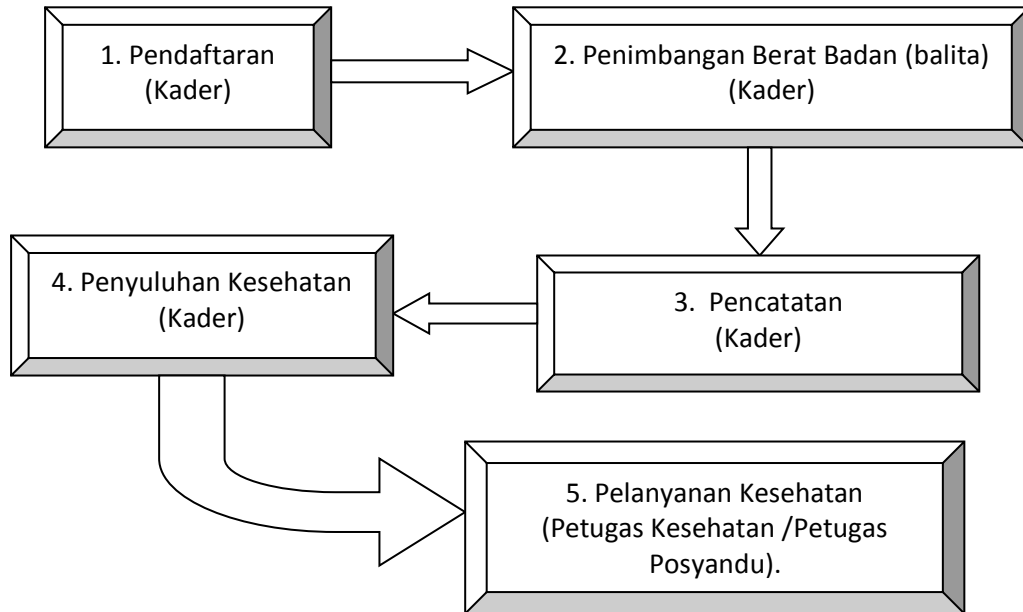 1. Pendaftaran
(Kader)
2. Penimbangan Berat Badan (balita)
(Kader)
3. Pencatatan
(Kader)
4. Penyuluhan Kesehatan
(Kader)
5. Pelanyanan Kesehatan
(Petugas Kesehatan /Petugas
Posyandu).